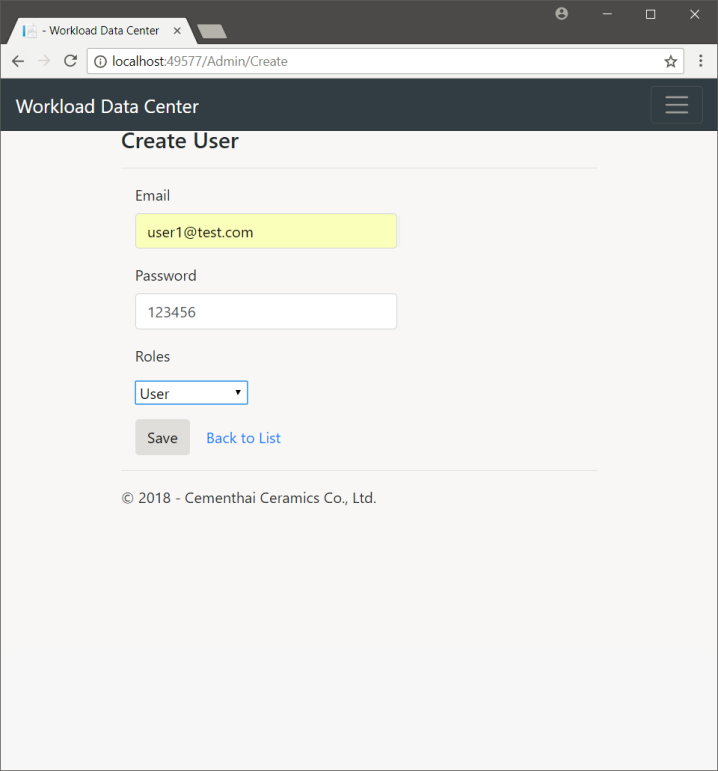 - Workload Data Center
localhost:49577/Admin/Create
Workload Data Center
Create User
Email
user1@test.com
Password
123456
Roles
User
Save Back to List
© 2018 - Cementhai Ceramics Co., Ltd.